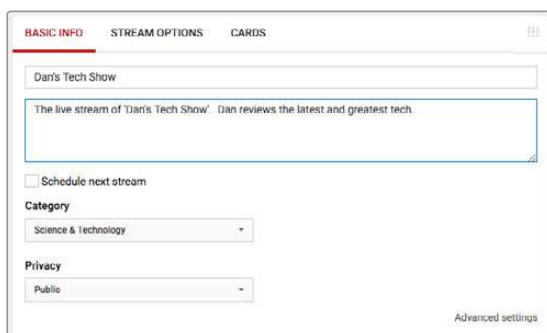 BASIC INFO STREAM OPTIONS CARDS
Dan's Tech Show
The live stream of 'Dan's Tech Show'. Dan reviews the latest and greatest tech.
Schedule next stream
Category
Science & Technology
Privacy
Public
Advanced settings